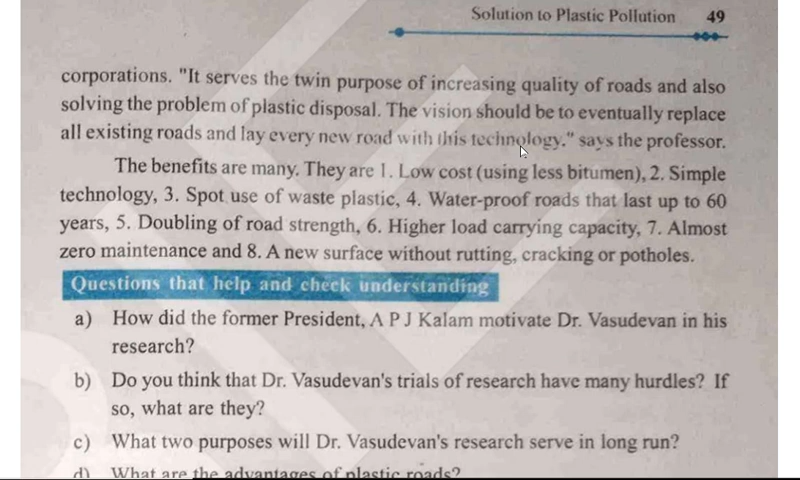 Solution to Plastic Pollution 49
corporations. "It serves the twin purpose of increasing quality of roads and also
solving the problem of plastic disposal. The vision should be to eventually replace
all existing roads and lay every new road with this technology." says the professor.
The benefits are many. They are 1. Low cost (using less bitumen), 2. Simple
technology, 3. Spot use of waste plastic, 4. Water-proof roads that last up to 60
years, 5. Doubling of road strength, 6. Higher load carrying capacity, 7. Almost
zero maintenance and 8. A new surface without rutting, cracking or potholes.
Questions that help and check understanding
a) How did the former President, A P J Kalam motivate Dr. Vasudevan in his
research?
b) Do you think that Dr. Vasudevan's trials of research have many hurdles? If
so, what are they?
c) What two purposes will Dr. Vasudevan's research serve in long run?
d) What are the advantages of plastic roads?